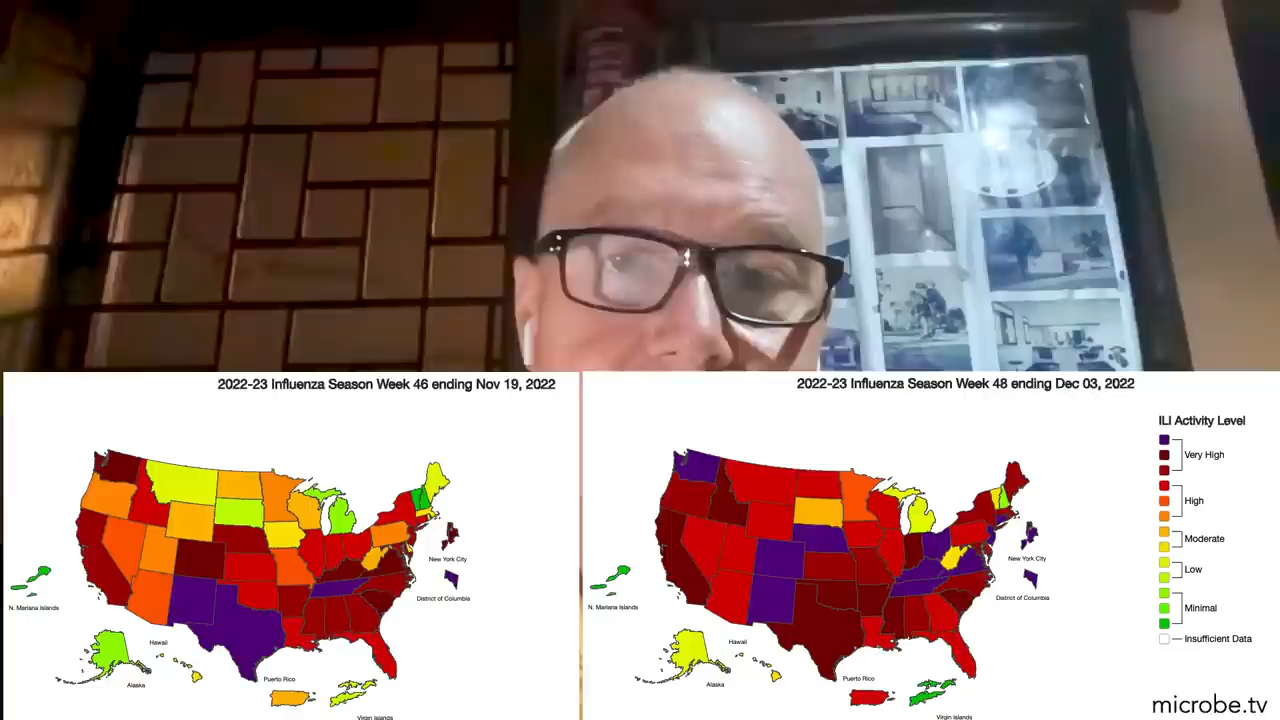 2022-23 Influenza Season Week 46 ending Nov 19, 2022
New York City
District of Columbia
N. Mariana Islands
Hawaii
Alaska
Puerto Rico
Virgin Islands
2022-23 Influenza Season Week 48 ending Dec 03, 2022
New York City
District of Columbia
N. Mariana Islands
Hawaii
Alaska
Puerto Rico
Virgin Islands
ILI Activity Level
Very High
High
Moderate
Low
Minimal
Insufficient Data
microbe.tv